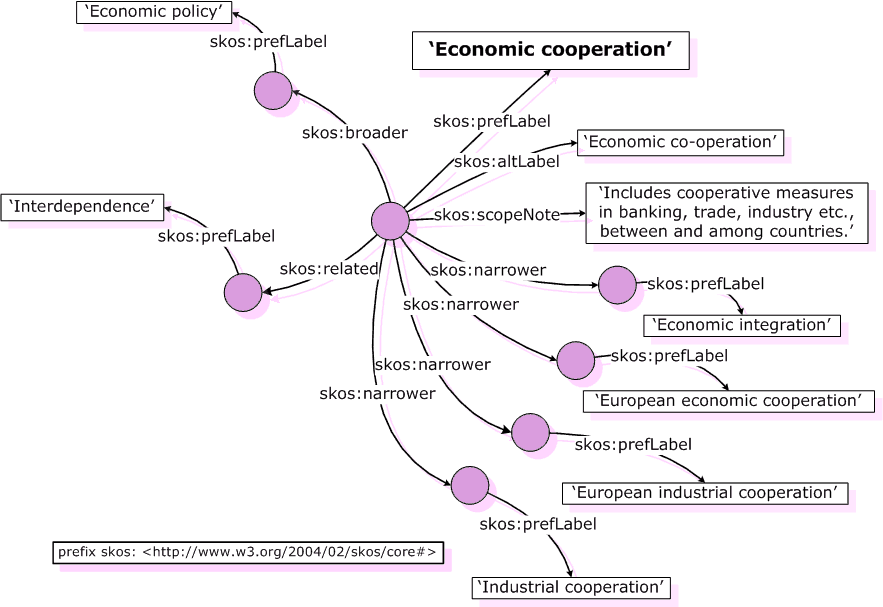 ‘Economic policy’
skos:prefLabel
‘Economic cooperation’
skos:prefLabel
skos:broader
‘Economic co-operation’
skos:altLabel
‘Includes cooperative measures
in banking, trade, industry etc.,
between and among countries.’
skos:scopeNote
‘Interdependence’
skos:prefLabel
skos:related
skos:narrower
skos:prefLabel
‘Economic integration’
skos:narrower
skos:prefLabel
‘European economic cooperation’
skos:narrower
skos:prefLabel
‘European industrial cooperation’
skos:narrower
skos:prefLabel
‘Industrial cooperation’
prefix skos: <http://www.w3.org/2004/02/skos/core#>